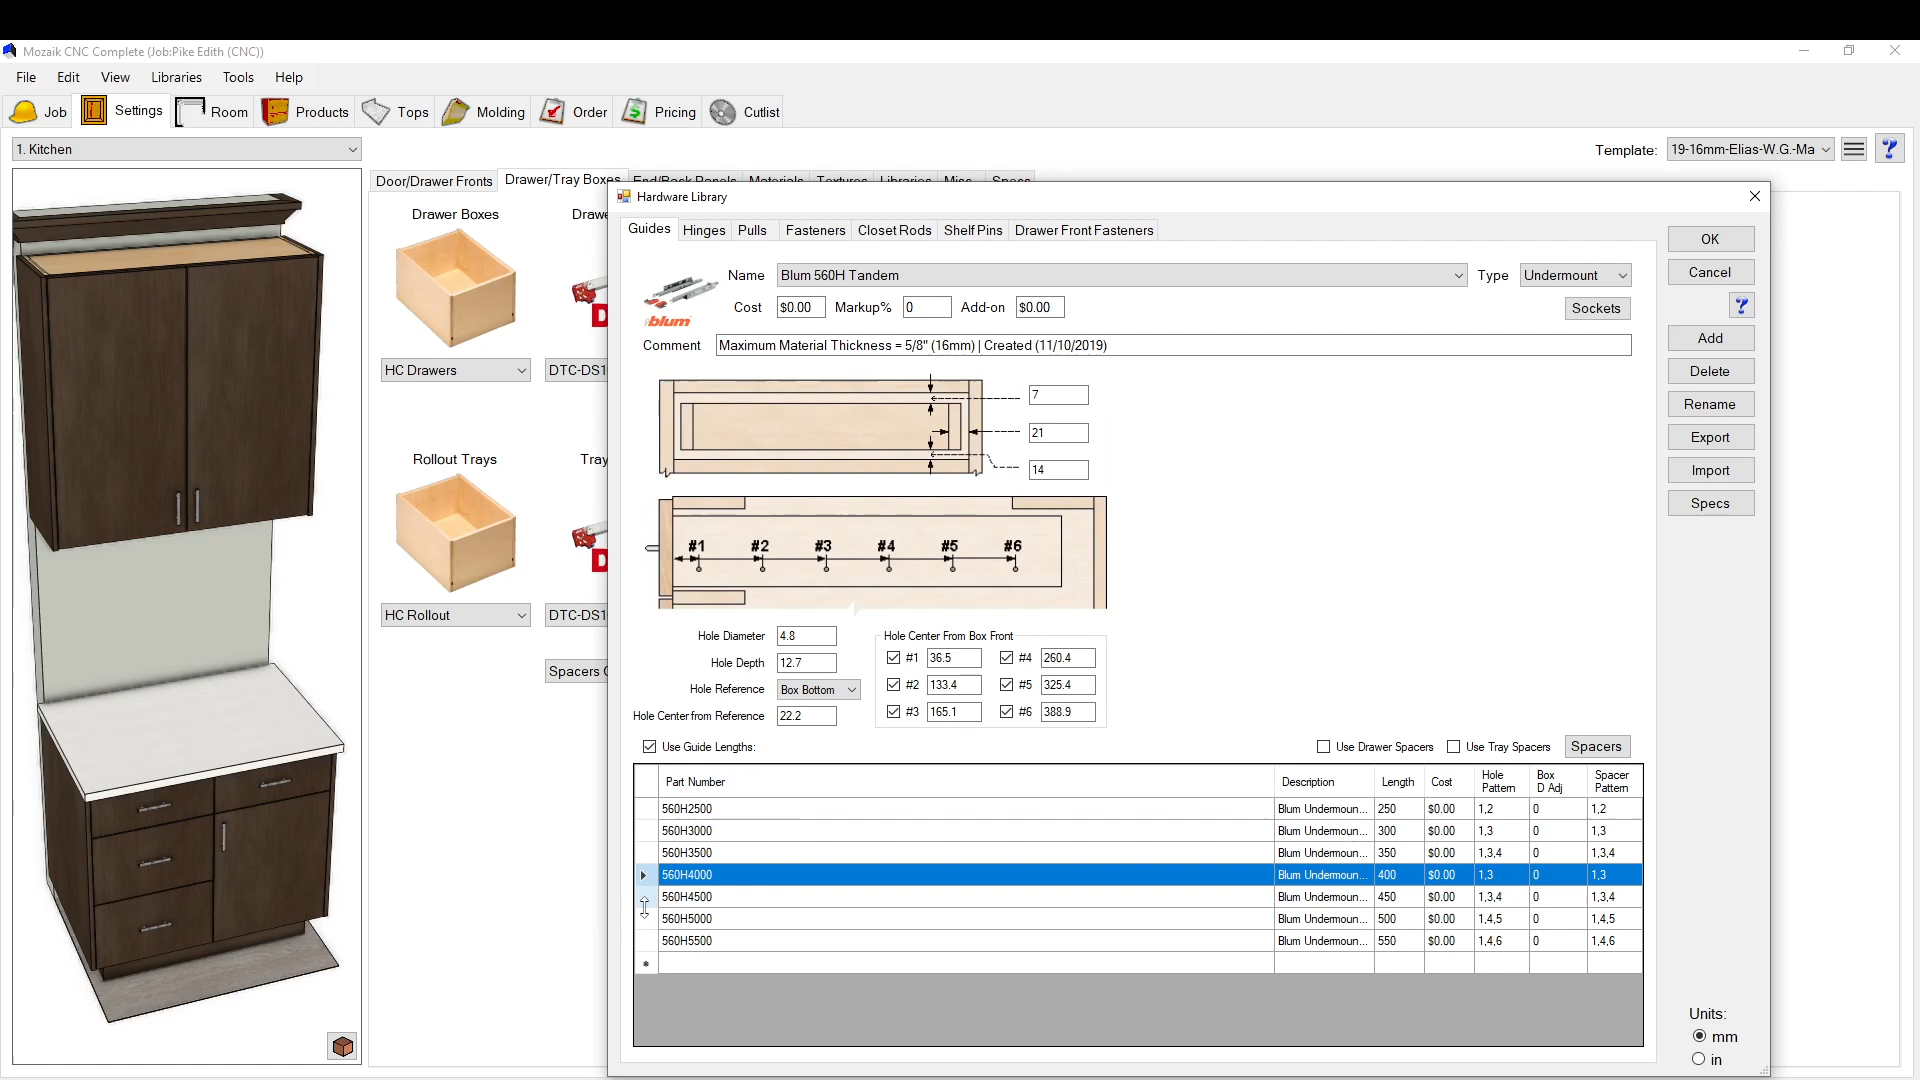 Mozaik CNC Complete (Job:Pike Edith (CNC))
File Edit View Libraries Tools Help
Job Settings Room Products Tops Molding Order Pricing Cutlist
1. Kitchen
Template: 19-16mm-Elias-W.G.-Ma
Door/Drawer Fronts Drawer/Tray Boxes End/Back Panels Materials Textures Libraries Misc Specs
Drawer Boxes Drawe
HC Drawers DTC-DS1
Rollout Trays Tray
HC Rollout DTC-DS1
Spacers
Hardware Library
Guides Hinges Pulls Fasteners Closet Rods Shelf Pins Drawer Front Fasteners
Name Blum 560H Tandem Type Undermount
Cost $0.00 Markup% 0 Add-on $0.00 Sockets
blum
Comment Maximum Material Thickness = 5/8" (16mm) | Created (11/10/2019)
7
21
14
#1 #2 #3 #4 #5 #6
Hole Diameter 4.8
Hole Depth 12.7
Hole Reference Box Bottom
Hole Center from Reference 22.2
Hole Center From Box Front
#1 36.5 #4 260.4
#2 133.4 #5 325.4
#3 165.1 #6 388.9
Use Guide Lengths: Use Drawer Spacers Use Tray Spacers Spacers
Part Number Description Length Cost Hole Pattern Box D Adj Spacer Pattern
560H2500 Blum Undermoun... 250 $0.00 1,2 0 1,2
560H3000 Blum Undermoun... 300 $0.00 1,3 0 1,3
560H3500 Blum Undermoun... 350 $0.00 1,3,4 0 1,3,4
560H4000 Blum Undermoun... 400 $0.00 1,3 0 1,3
560H4500 Blum Undermoun... 450 $0.00 1,3,4 0 1,3,4
560H5000 Blum Undermoun... 500 $0.00 1,4,5 0 1,4,5
560H5500 Blum Undermoun... 550 $0.00 1,4,6 0 1,4,6
OK
Cancel
?
Add
Delete
Rename
Export
Import
Specs
Units:
mm
in